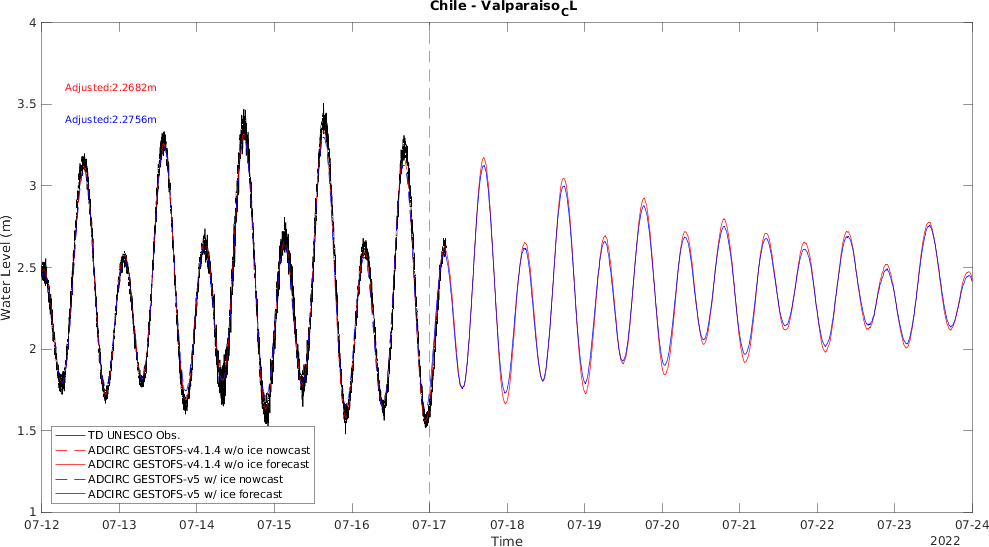 Chile - Valparaiso_CL
4
3.5
3
2.5
2
1.5
1
Water Level (m)
Adjusted:2.2682m
Adjusted:2.2756m
TD UNESCO Obs.
ADCIRC GESTOFS-v4.1.4 w/o ice nowcast
ADCIRC GESTOFS-v4.1.4 w/o ice forecast
ADCIRC GESTOFS-v5 w/ ice nowcast
ADCIRC GESTOFS-v5 w/ ice forecast
07-12 07-13 07-14 07-15 07-16 07-17 07-18 07-19 07-20 07-21 07-22 07-23 07-24
Time
2022